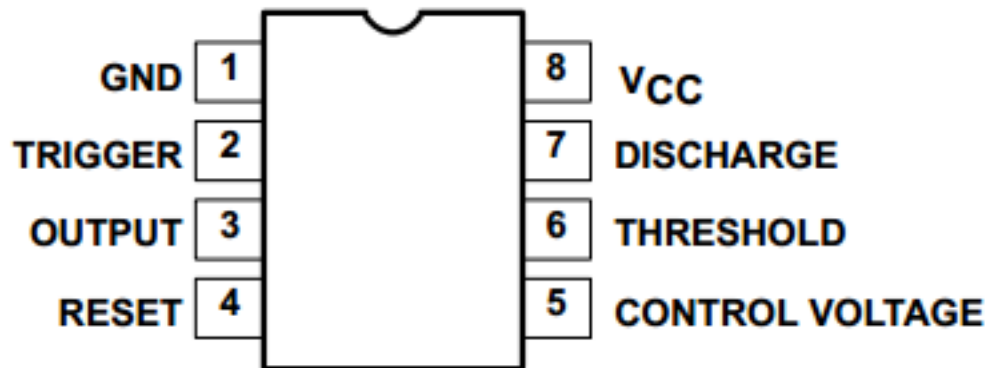 GND 1 8 VCC
TRIGGER 2 7 DISCHARGE
OUTPUT 3 6 THRESHOLD
RESET 4 5 CONTROL VOLTAGE